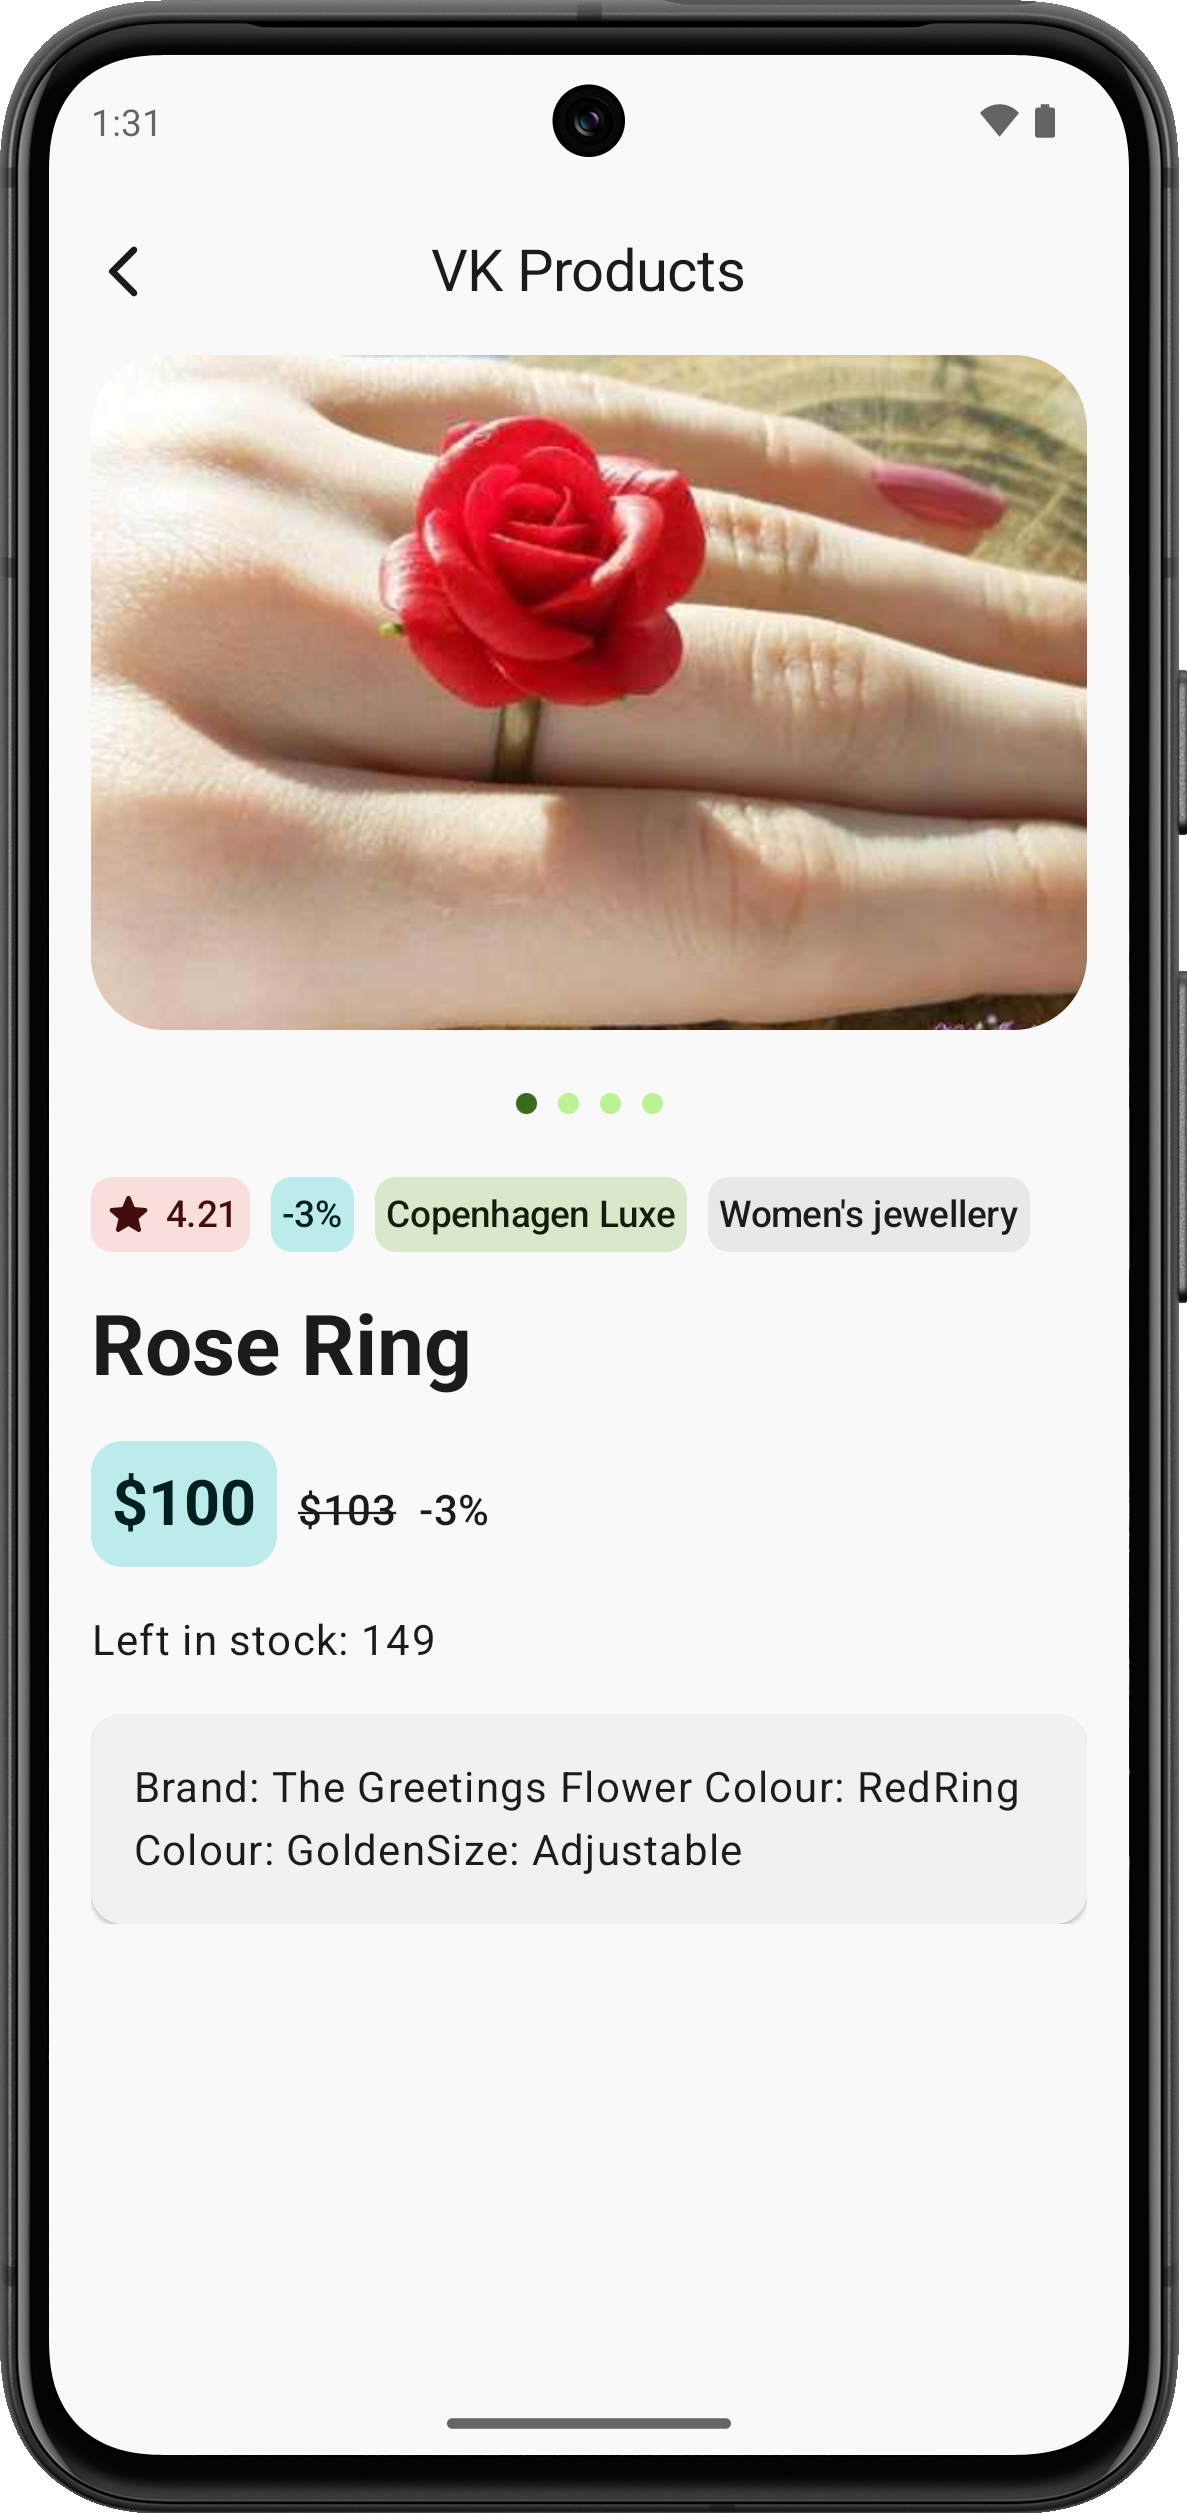 1:31
VK Products
4.21
-3%
Copenhagen Luxe
Women's jewellery
Rose Ring
$100
$103 -3%
Left in stock: 149
Brand: The Greetings Flower Colour: RedRing
Colour: GoldenSize: Adjustable